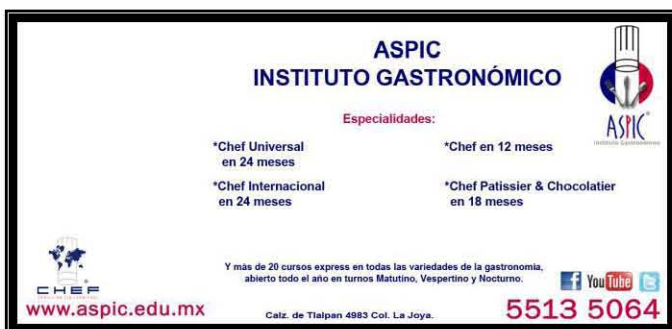 ASPIC
INSTITUTO GASTRONÓMICO
Especialidades:
*Chef Universal
en 24 meses
*Chef en 12 meses
*Chef Internacional
en 24 meses
*Chef Patissier & Chocolatier
en 18 meses
ASPIC
Instituto Gastronómico
Y más de 20 cursos express en todas las variedades de la gastronomía,
abierto todo el año en turnos Matutino, Vespertino y Nocturno.
CHEF
www.aspic.edu.mx
Calz. de Tlalpan 4983 Col. La Joya.
f YouTube
5513 5064